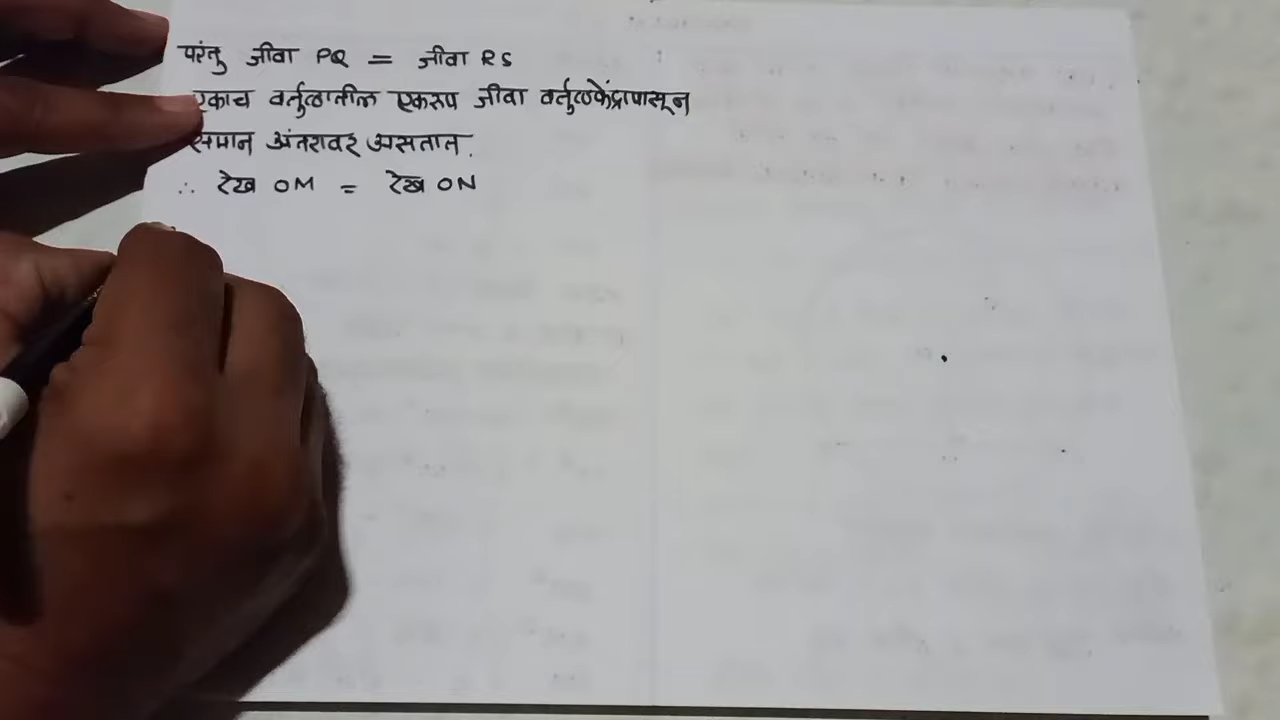 परंतु जीवा PQ = जीवा RS
एकाच वर्तुळातील एकरूप जीवा वर्तुळकेंद्रापासून
समान अंतरावर असतात.
∴ रेख OM = रेख ON